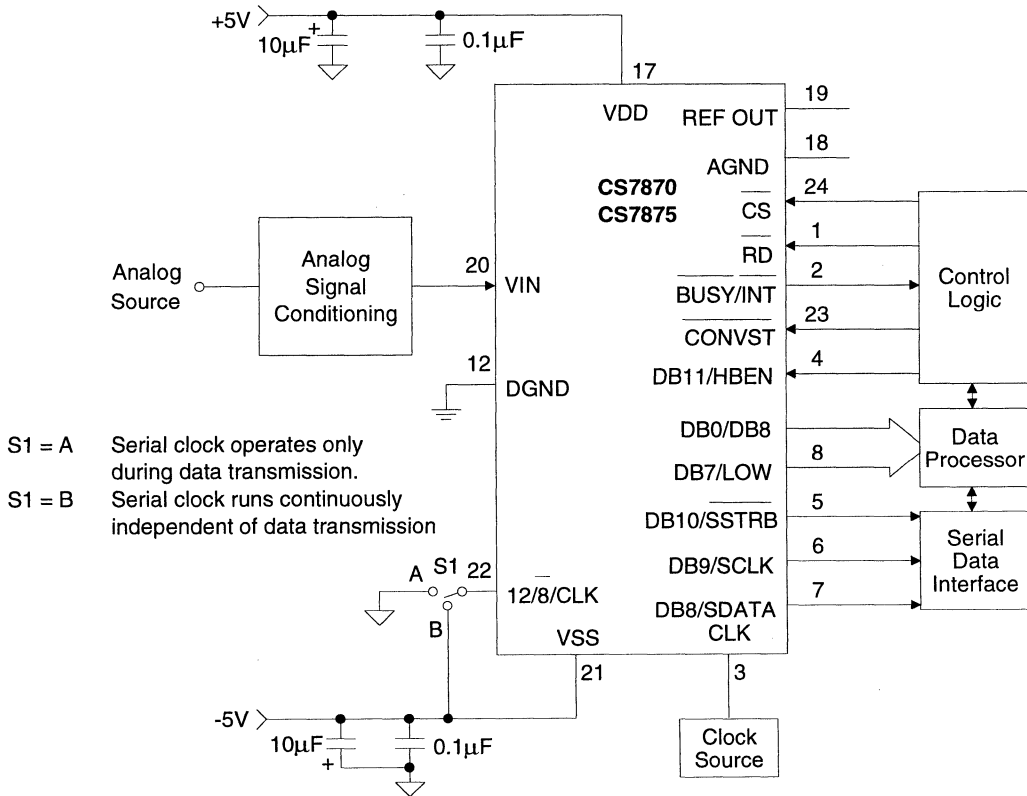 +5V
10µF
+
0.1µF
17
VDD
REF OUT
19
AGND
18
CS7870
CS7875
CS
24
RD
1
BUSY/INT
2
CONVST
23
DB11/HBEN
4
Control
Logic
Analog
Source
Analog
Signal
Conditioning
20
VIN
12
DGND
DB0/DB8
DB7/LOW
8
Data
Processor
S1 = A Serial clock operates only
during data transmission.
S1 = B Serial clock runs continuously
independent of data transmission
DB10/SSTRB
5
DB9/SCLK
6
DB8/SDATA
7
Serial
Data
Interface
A
S1
22
B
12/8/CLK
VSS
21
CLK
3
-5V
10µF
+
0.1µF
Clock
Source